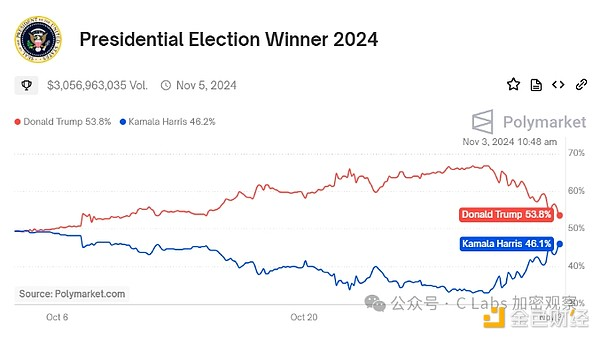 Presidential Election Winner 2024
$3,056,963,035 Vol. Nov 5, 2024
Donald Trump 53.8% Kamala Harris 46.2%
Polymarket
Nov 3, 2024 10:48 am
70%
60%
Donald Trump 53.8%
50%
Kamala Harris 46.1%
40%
30%
Source: Polymarket.com
公众号 · C Labs 加密观察
Oct 6 Oct 20
金色财经